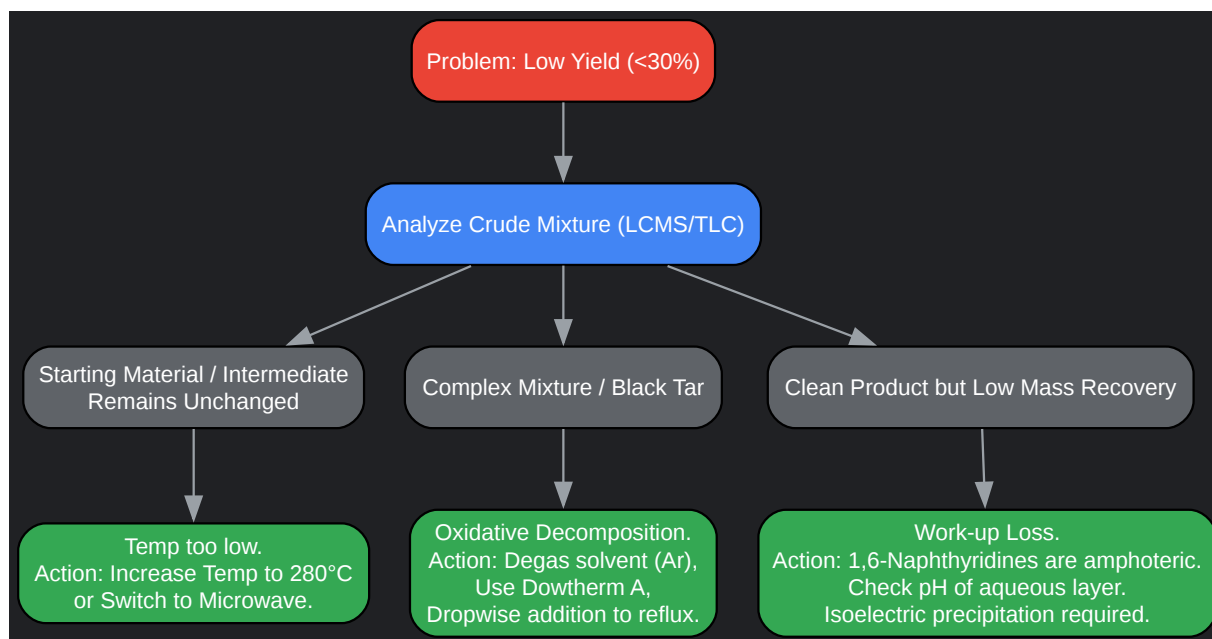 Problem: Low Yield (<30%)
Analyze Crude Mixture (LCMS/TLC)
Starting Material / Intermediate
Remains Unchanged
Complex Mixture / Black Tar
Clean Product but Low Mass Recovery
Temp too low.
Action: Increase Temp to 280°C
or Switch to Microwave.
Oxidative Decomposition.
Action: Degas solvent (Ar),
Use Dowtherm A,
Dropwise addition to reflux.
Work-up Loss.
Action: 1,6-Naphthyridines are amphoteric.
Check pH of aqueous layer.
Isoelectric precipitation required.